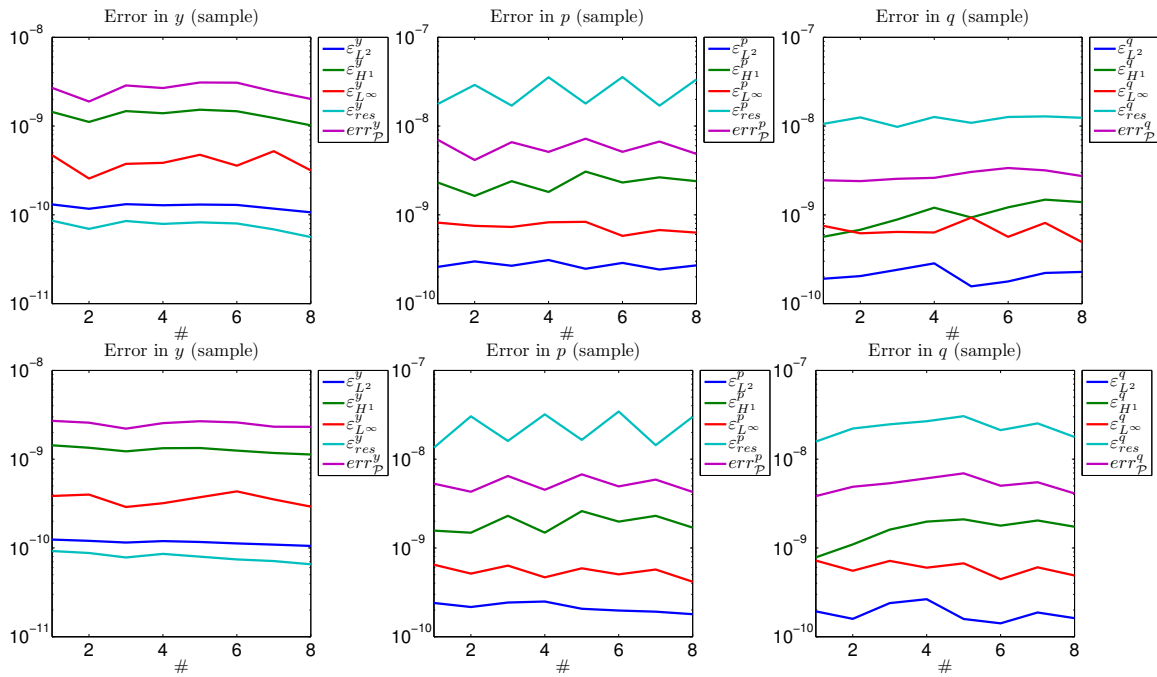 Error in y (sample)
10^{-8}
10^{-9}
10^{-10}
10^{-11}
2 4 6 8
#
ε^y_{L^2}
ε^y_{H^1}
ε^y_{L^∞}
ε^y_{res}
err^y_𝒫
Error in p (sample)
10^{-7}
10^{-8}
10^{-9}
10^{-10}
2 4 6 8
#
ε^p_{L^2}
ε^p_{H^1}
ε^p_{L^∞}
ε^p_{res}
err^p_𝒫
Error in q (sample)
10^{-7}
10^{-8}
10^{-9}
10^{-10}
2 4 6 8
#
ε^q_{L^2}
ε^q_{H^1}
ε^q_{L^∞}
ε^q_{res}
err^q_𝒫
Error in y (sample)
10^{-8}
10^{-9}
10^{-10}
10^{-11}
2 4 6 8
#
ε^y_{L^2}
ε^y_{H^1}
ε^y_{L^∞}
ε^y_{res}
err^y_𝒫
Error in p (sample)
10^{-7}
10^{-8}
10^{-9}
10^{-10}
2 4 6 8
#
ε^p_{L^2}
ε^p_{H^1}
ε^p_{L^∞}
ε^p_{res}
err^p_𝒫
Error in q (sample)
10^{-7}
10^{-8}
10^{-9}
10^{-10}
2 4 6 8
#
ε^q_{L^2}
ε^q_{H^1}
ε^q_{L^∞}
ε^q_{res}
err^q_𝒫